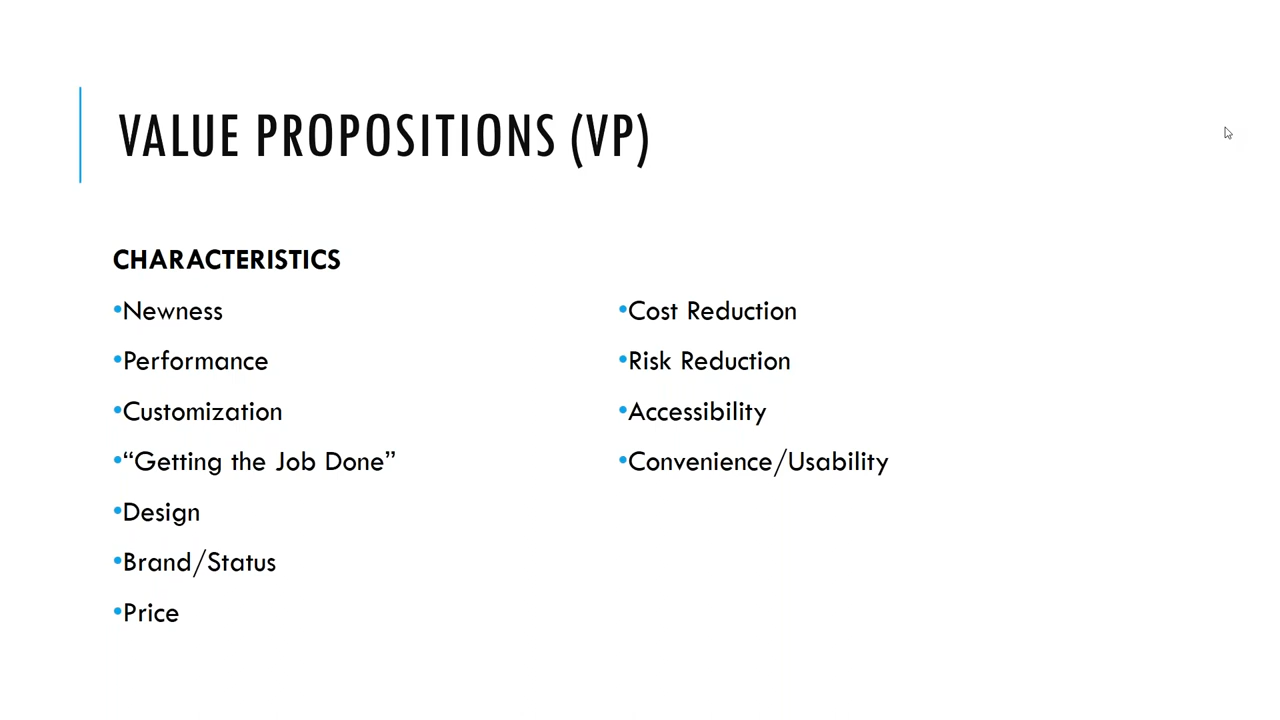 VALUE PROPOSITIONS (VP)
CHARACTERISTICS
•Newness
•Performance
•Customization
•“Getting the Job Done”
•Design
•Brand/Status
•Price
•Cost Reduction
•Risk Reduction
•Accessibility
•Convenience/Usability